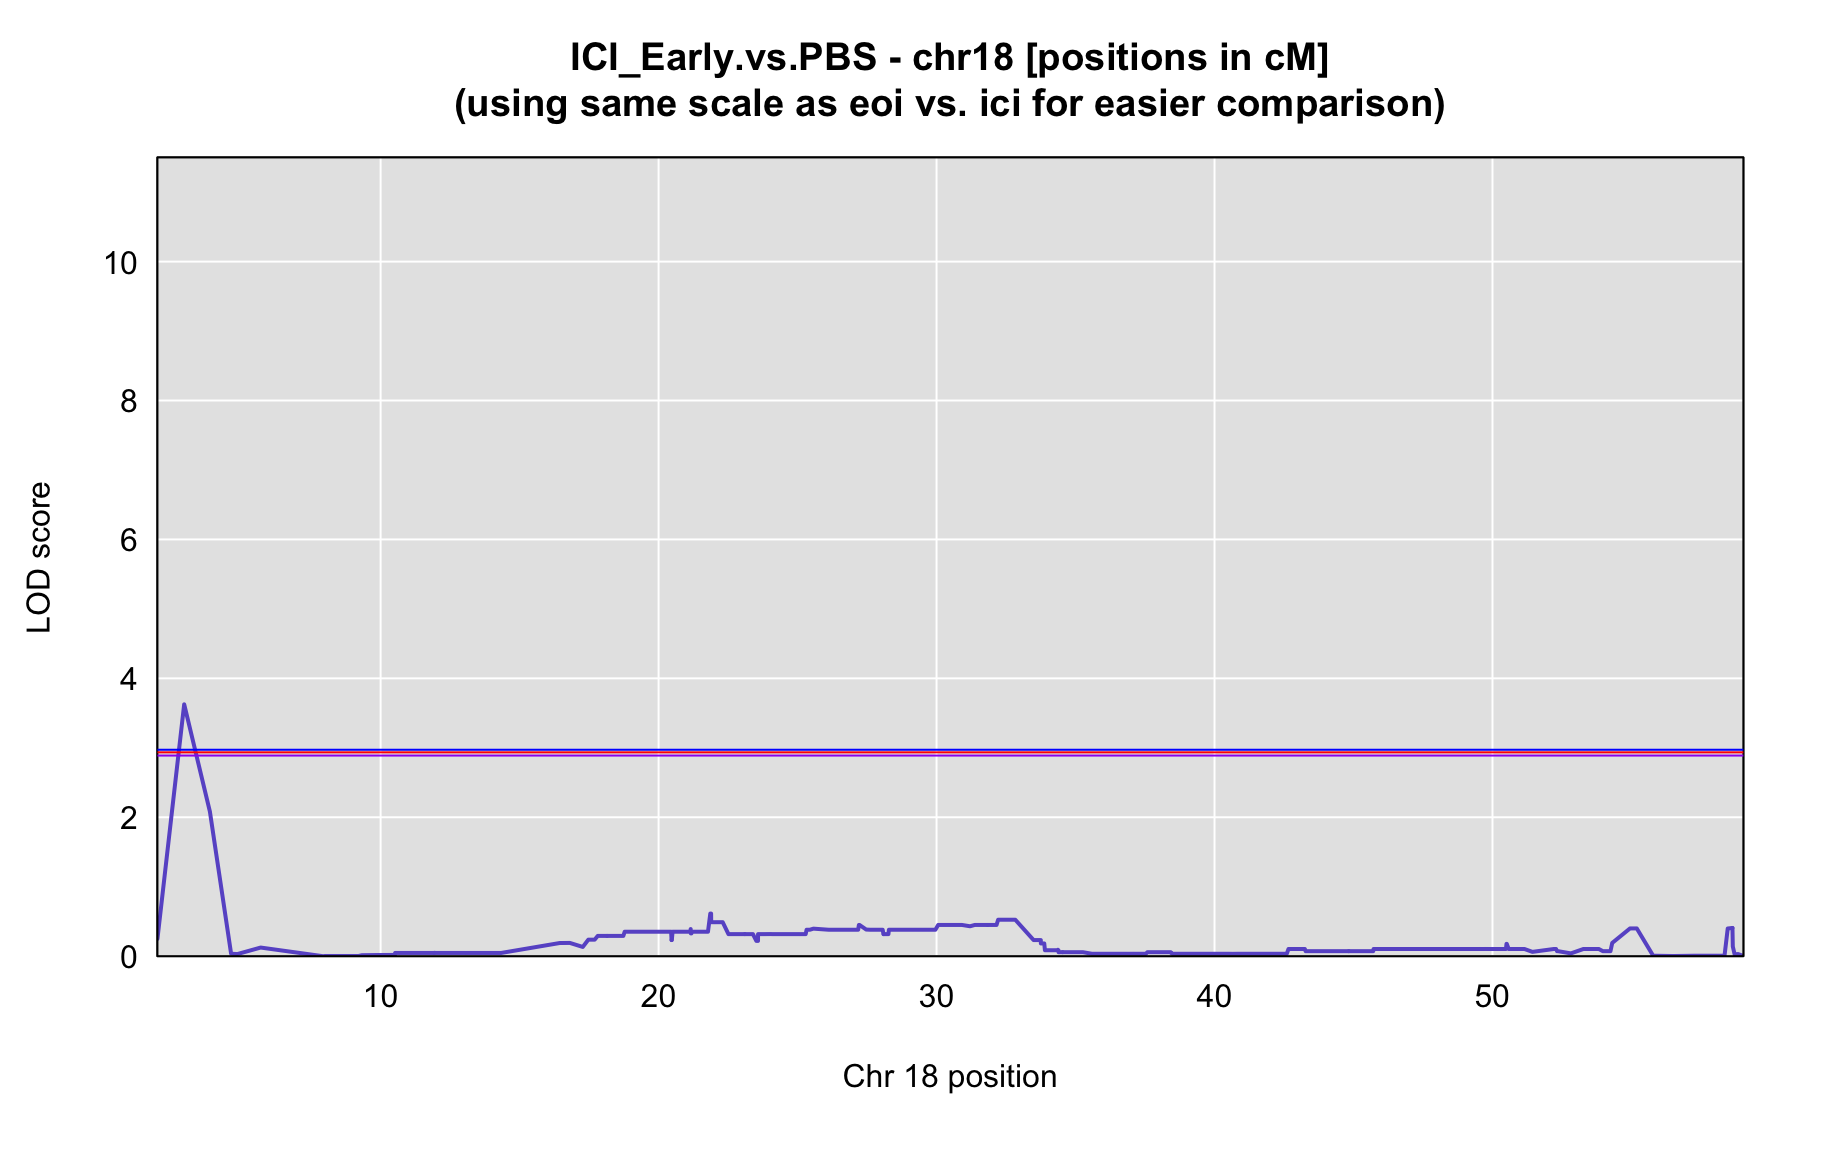 ICI_Early.vs.PBS - chr18 [positions in cM]
(using same scale as eoi vs. ici for easier comparison)
10
8
6
4
2
0
LOD score
10 20 30 40 50
Chr 18 position